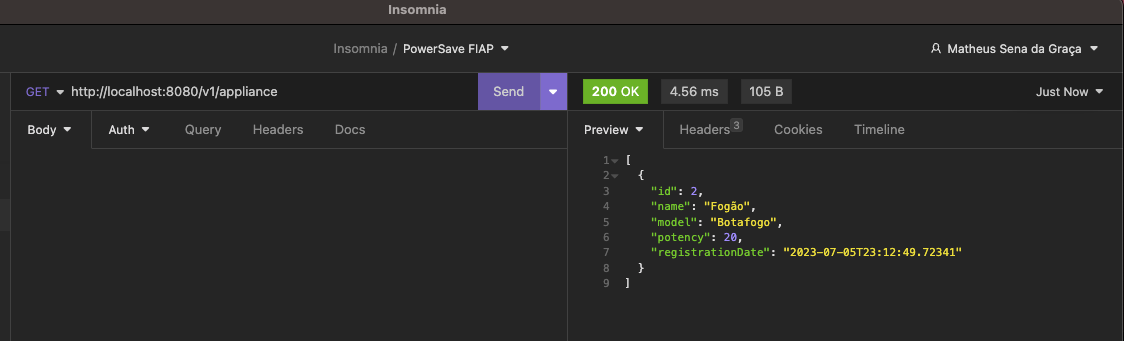 Insomnia
Insomnia / PowerSave FIAP
Matheus Sena da Graça
GET http://localhost:8080/v1/appliance Send
200 OK 4.56 ms 105 B Just Now
Body Auth Query Headers Docs
Preview Headers 3 Cookies Timeline
1 [
2 {
3 "id": 2,
4 "name": "Fogão",
5 "model": "Botafogo",
6 "potency": 20,
7 "registrationDate": "2023-07-05T23:12:49.72341"
8 }
9 ]